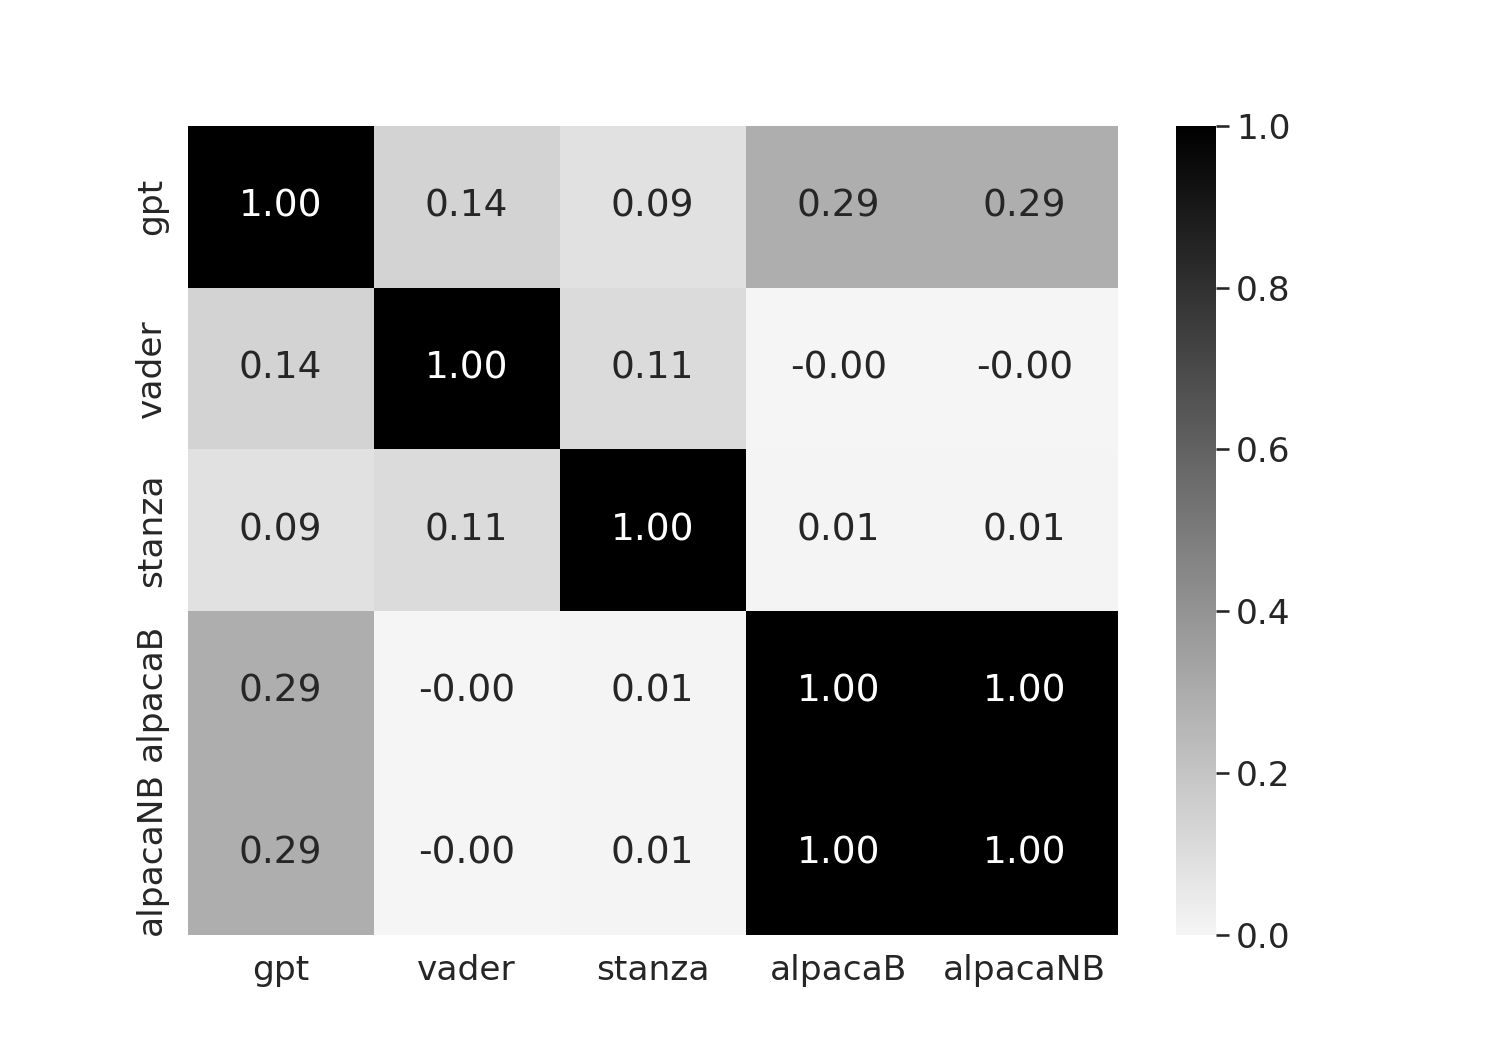 1.0
gpt 1.00 0.14 0.09 0.29 0.29
0.8
vader 0.14 1.00 0.11 -0.00 -0.00
0.6
stanza 0.09 0.11 1.00 0.01 0.01
0.4
alpacaB 0.29 -0.00 0.01 1.00 1.00
0.2
alpacaNB 0.29 -0.00 0.01 1.00 1.00
0.0
gpt vader stanza alpacaB alpacaNB